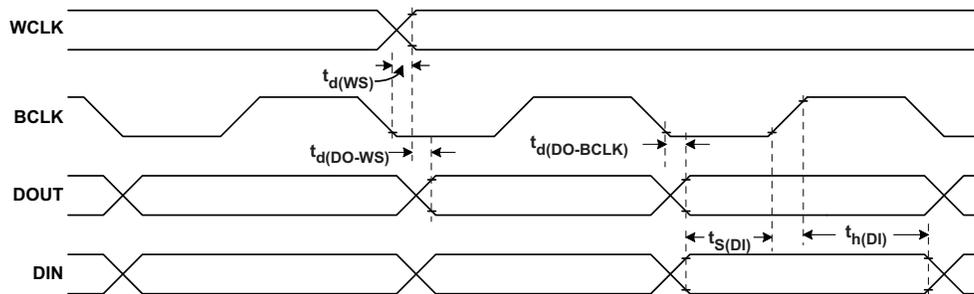 WCLK
td(WS)
BCLK
td(DO-WS)
td(DO-BCLK)
DOUT
tS(DI)
th(DI)
DIN